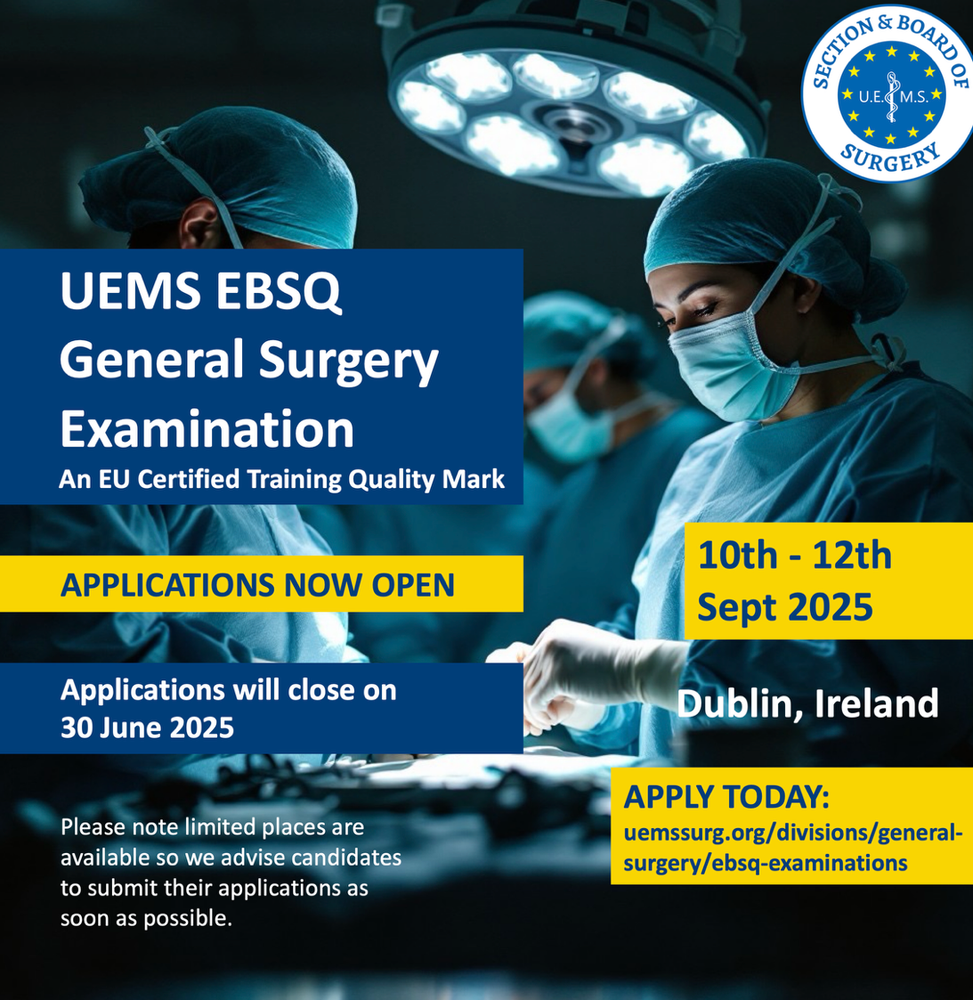 SECTION & BOARD OF
U.E. M.S.
SURGERY
UEMS EBSQ
General Surgery
Examination
An EU Certified Training Quality Mark
APPLICATIONS NOW OPEN
10th - 12th
Sept 2025
Applications will close on
30 June 2025
Dublin, Ireland
APPLY TODAY:
uemssurg.org/divisions/general-
surgery/ebsq-examinations
Please note limited places are
available so we advise candidates
to submit their applications as
soon as possible.